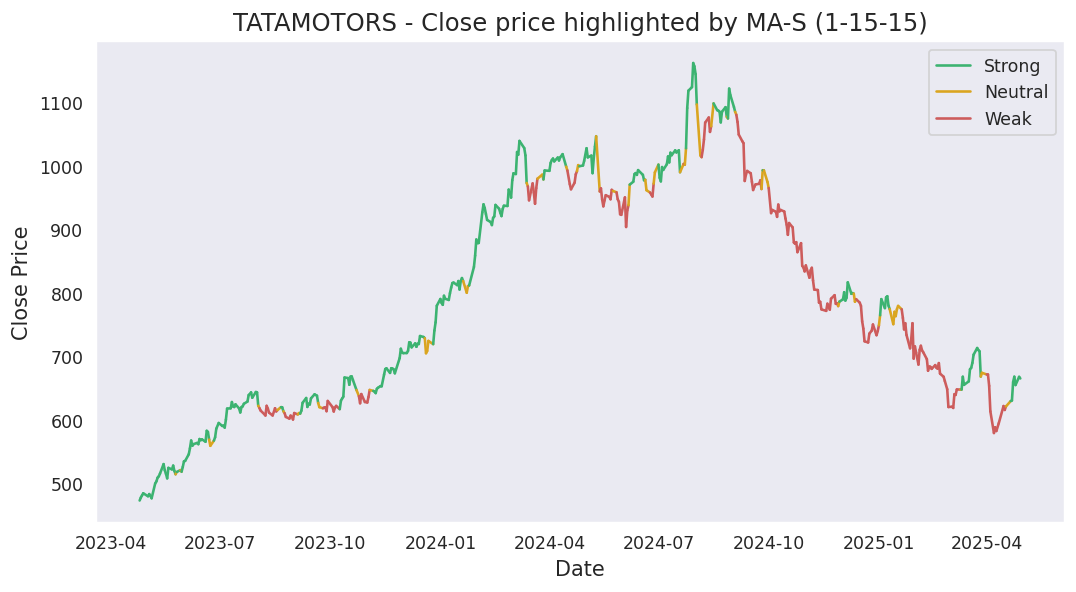 TATAMOTORS - Close price highlighted by MA-S (1-15-15)
Strong
Neutral
Weak
Close Price
1100
1000
900
800
700
600
500
2023-04 2023-07 2023-10 2024-01 2024-04 2024-07 2024-10 2025-01 2025-04
Date